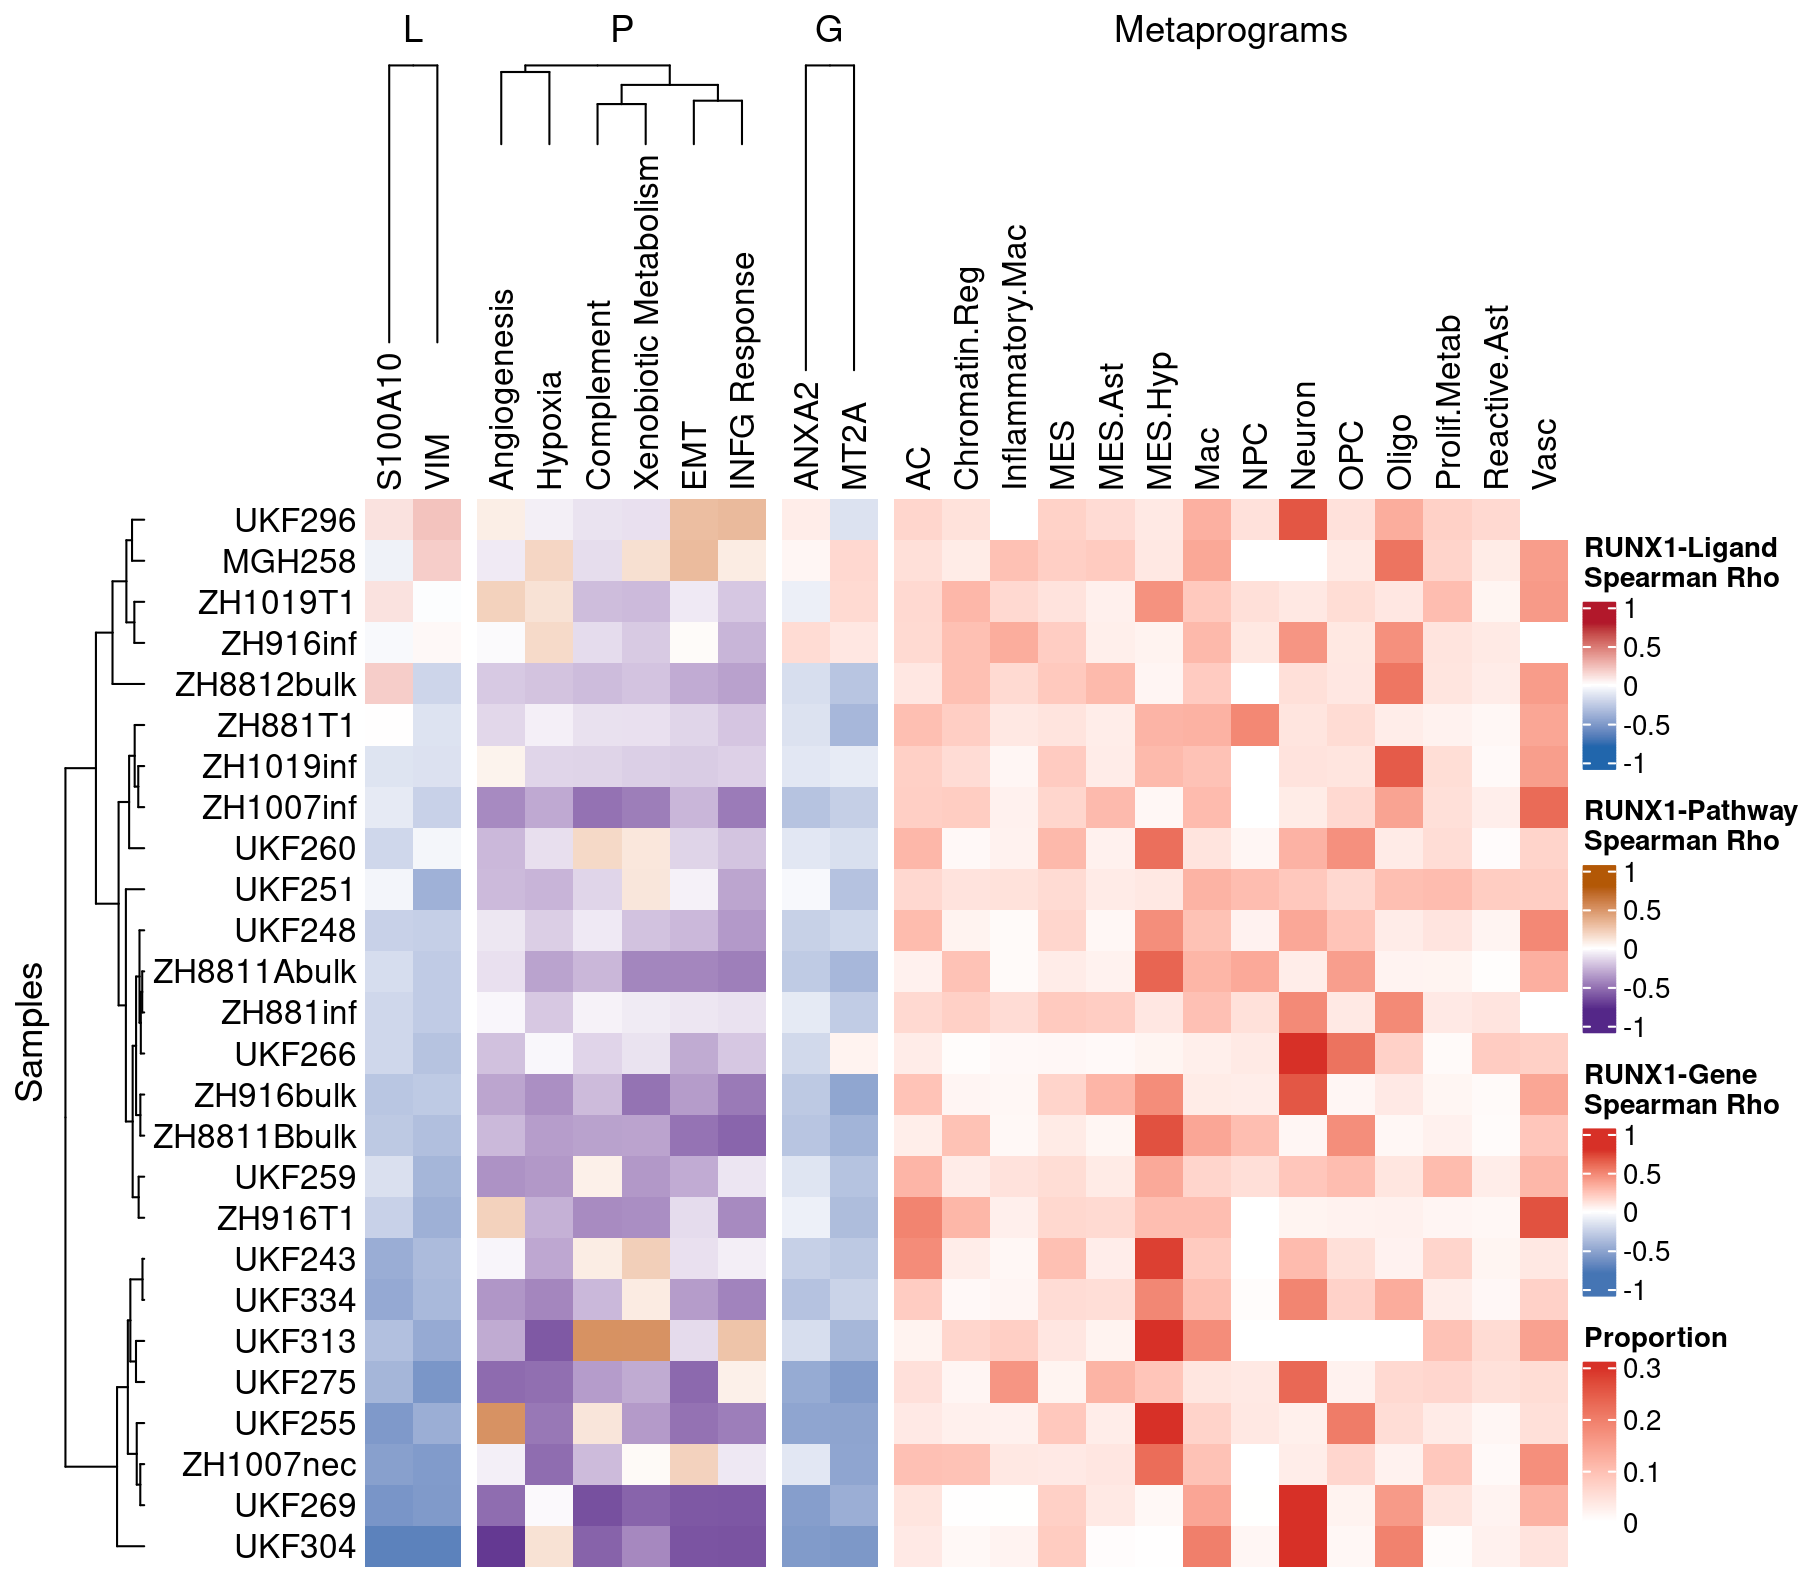 L P G Metaprograms
S100A10
VIM
Angiogenesis
Hypoxia
Complement
Xenobiotic Metabolism
EMT
INFG Response
ANXA2
MT2A
AC
Chromatin.Reg
Inflammatory.Mac
MES
MES.Ast
MES.Hyp
Mac
NPC
Neuron
OPC
Oligo
Prolif.Metab
Reactive.Ast
Vasc
Samples
UKF296
MGH258
ZH1019T1
ZH916inf
ZH8812bulk
ZH881T1
ZH1019inf
ZH1007inf
UKF260
UKF251
UKF248
ZH8811Abulk
ZH881inf
UKF266
ZH916bulk
ZH8811Bbulk
UKF259
ZH916T1
UKF243
UKF334
UKF313
UKF275
UKF255
ZH1007nec
UKF269
UKF304
RUNX1-Ligand
Spearman Rho
1
0.5
0
-0.5
-1
RUNX1-Pathway
Spearman Rho
1
0.5
0
-0.5
-1
RUNX1-Gene
Spearman Rho
1
0.5
0
-0.5
-1
Proportion
0.3
0.2
0.1
0